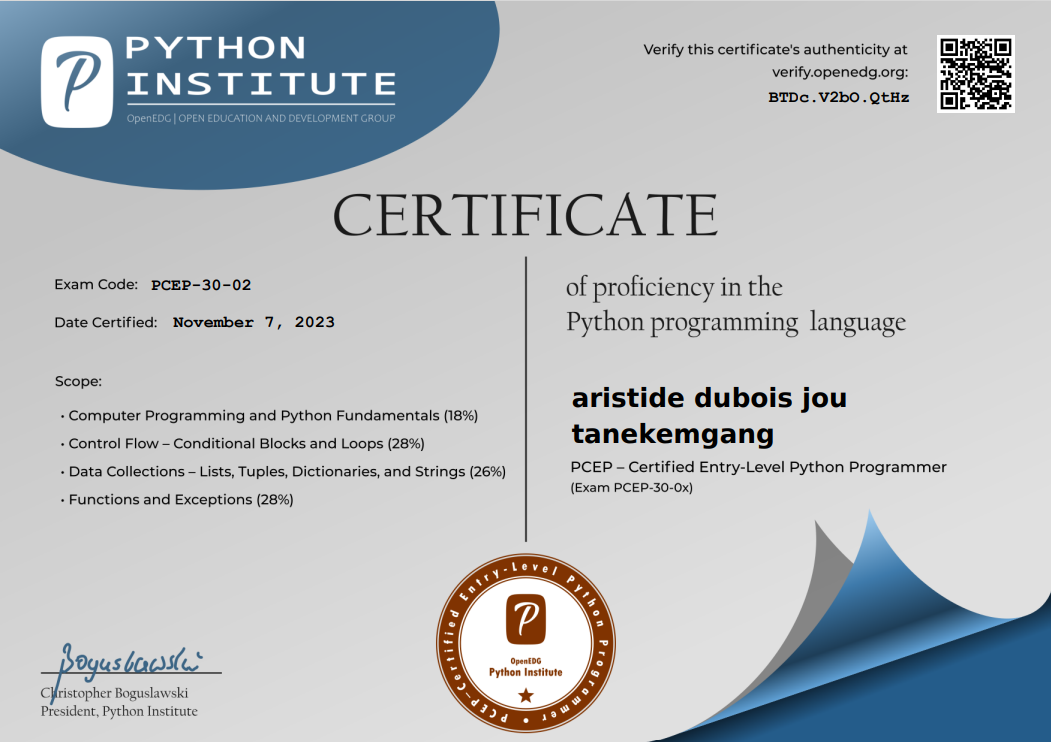 PYTHON
INSTITUTE
OpenEDG | OPEN EDUCATION AND DEVELOPMENT GROUP
Verify this certificate's authenticity at
verify.openedg.org:
BTDc.V2bO.QtHz
CERTIFICATE
Exam Code: PCEP-30-02
Date Certified: November 7, 2023
Scope:
• Computer Programming and Python Fundamentals (18%)
• Control Flow – Conditional Blocks and Loops (28%)
• Data Collections – Lists, Tuples, Dictionaries, and Strings (26%)
• Functions and Exceptions (28%)
of proficiency in the
Python programming language
aristide dubois jou
tanekemgang
PCEP – Certified Entry-Level Python Programmer
(Exam PCEP-30-0x)
PCEP-Certified Entry-Level Python Programmer •
OpenEDG
Python Institute
Boguslawski
Christopher Boguslawski
President, Python Institute